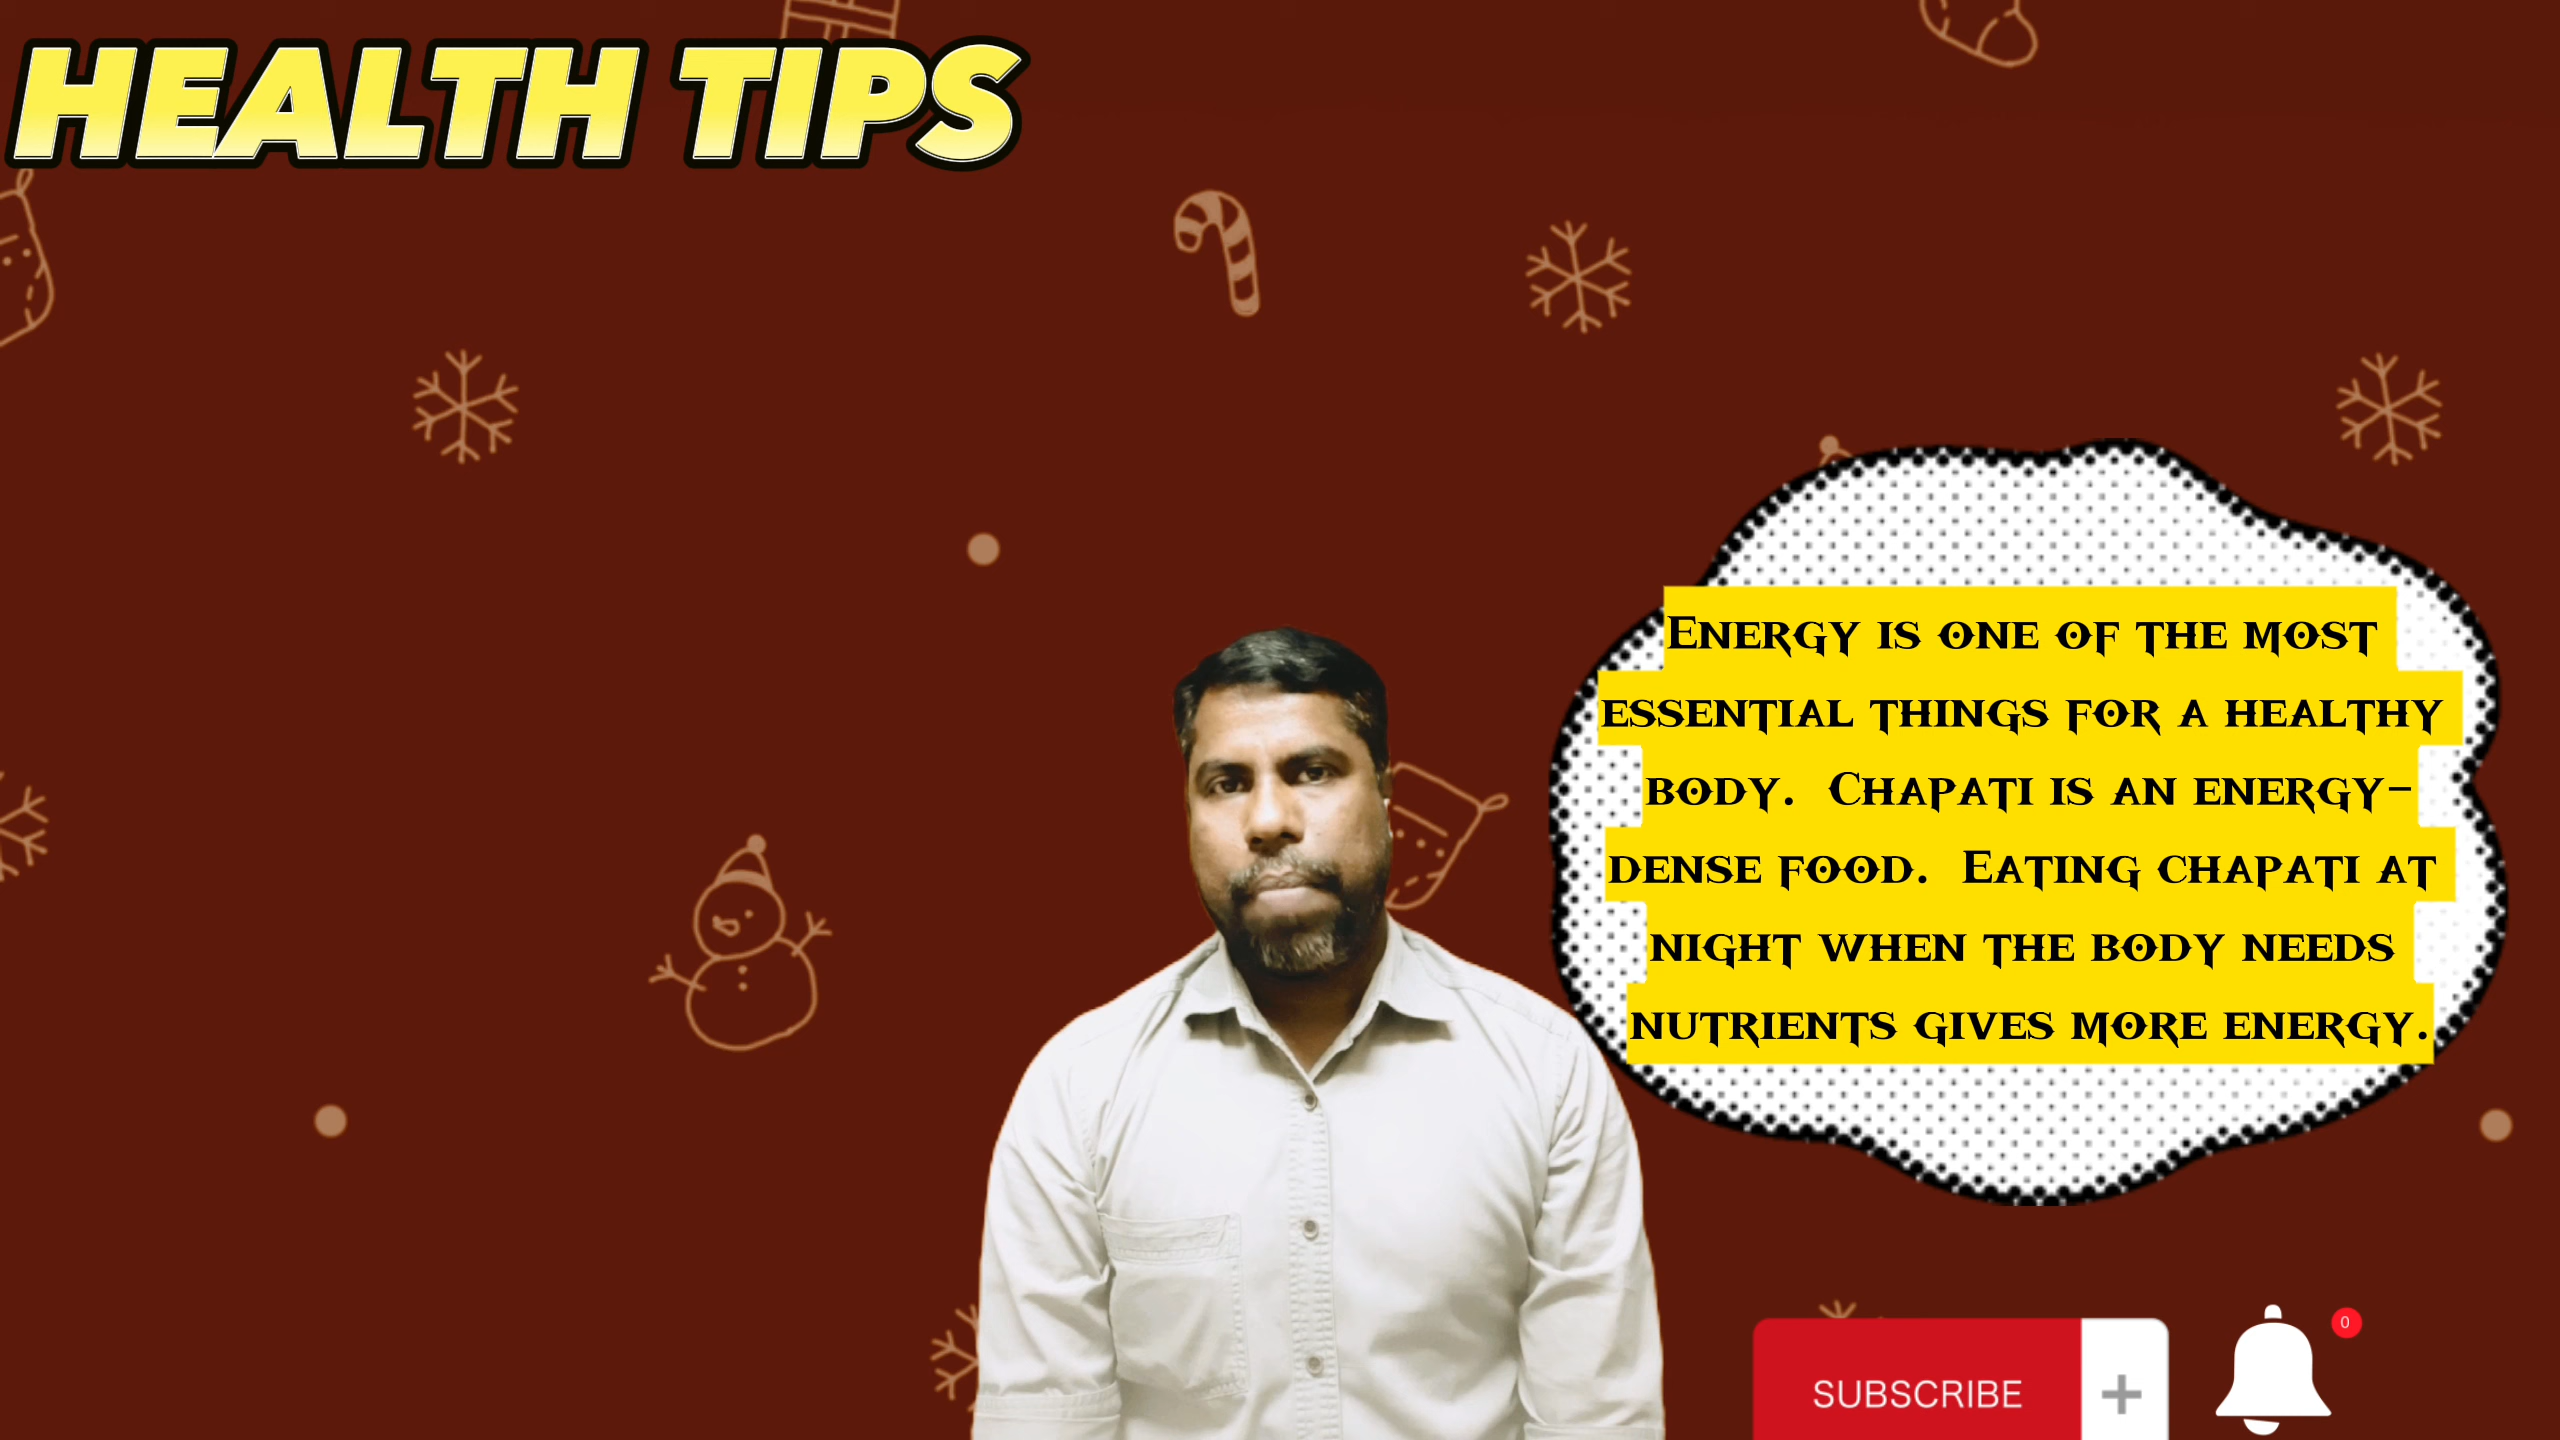 HEALTH TIPS
Energy is one of the most
essential things for a healthy
body. Chapati is an energy-
dense food. Eating chapati at
night when the body needs
nutrients gives more energy.
SUBSCRIBE +
0